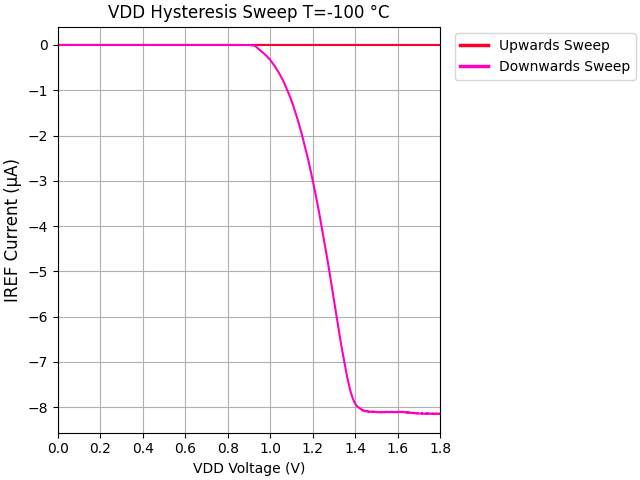 VDD Hysteresis Sweep T=-100 °C
Upwards Sweep
Downwards Sweep
IREF Current (μA)
0
−1
−2
−3
−4
−5
−6
−7
−8
0.0 0.2 0.4 0.6 0.8 1.0 1.2 1.4 1.6 1.8
VDD Voltage (V)